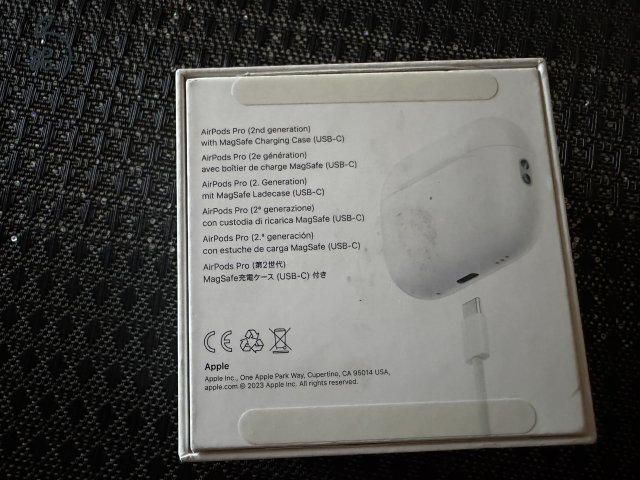 AirPods Pro (2nd generation)
with MagSafe Charging Case (USB-C)
AirPods Pro (2e génération)
avec boîtier de charge MagSafe (USB-C)
AirPods Pro (2. Generation)
mit MagSafe Ladecase (USB-C)
AirPods Pro (2ª generazione)
con custodia di ricarica MagSafe (USB-C)
AirPods Pro (2.ª generación)
con estuche de carga MagSafe (USB-C)
AirPods Pro (第2世代)
MagSafe充電ケース (USB-C) 付き
CE
Apple
Apple Inc., One Apple Park Way, Cupertino, CA 95014 USA,
apple.com © 2023 Apple Inc. All rights reserved.